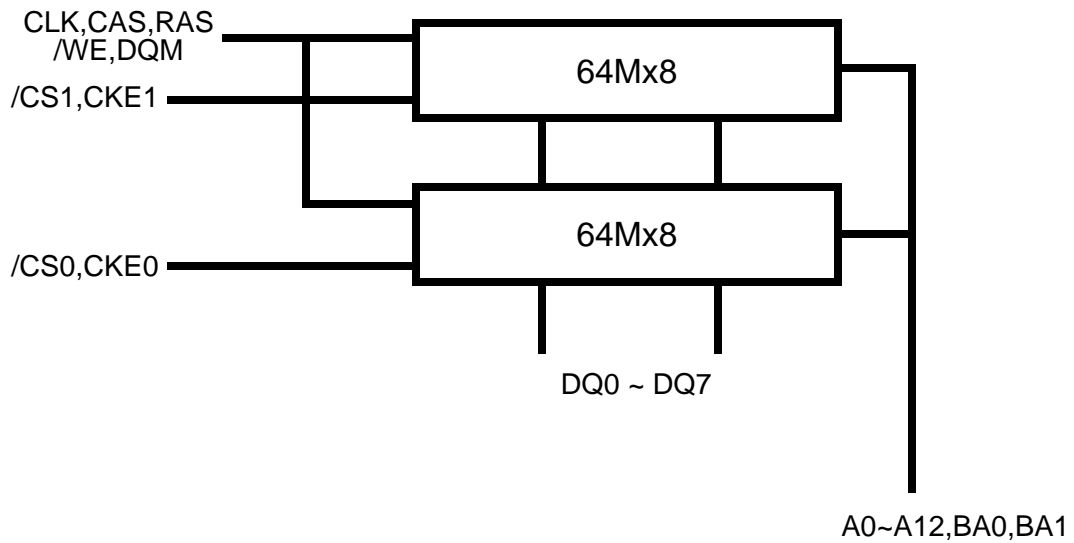 CLK,CAS,RAS
/WE,DQM
64Mx8
/CS1,CKE1
64Mx8
/CS0,CKE0
DQ0 ~ DQ7
A0~A12,BA0,BA1